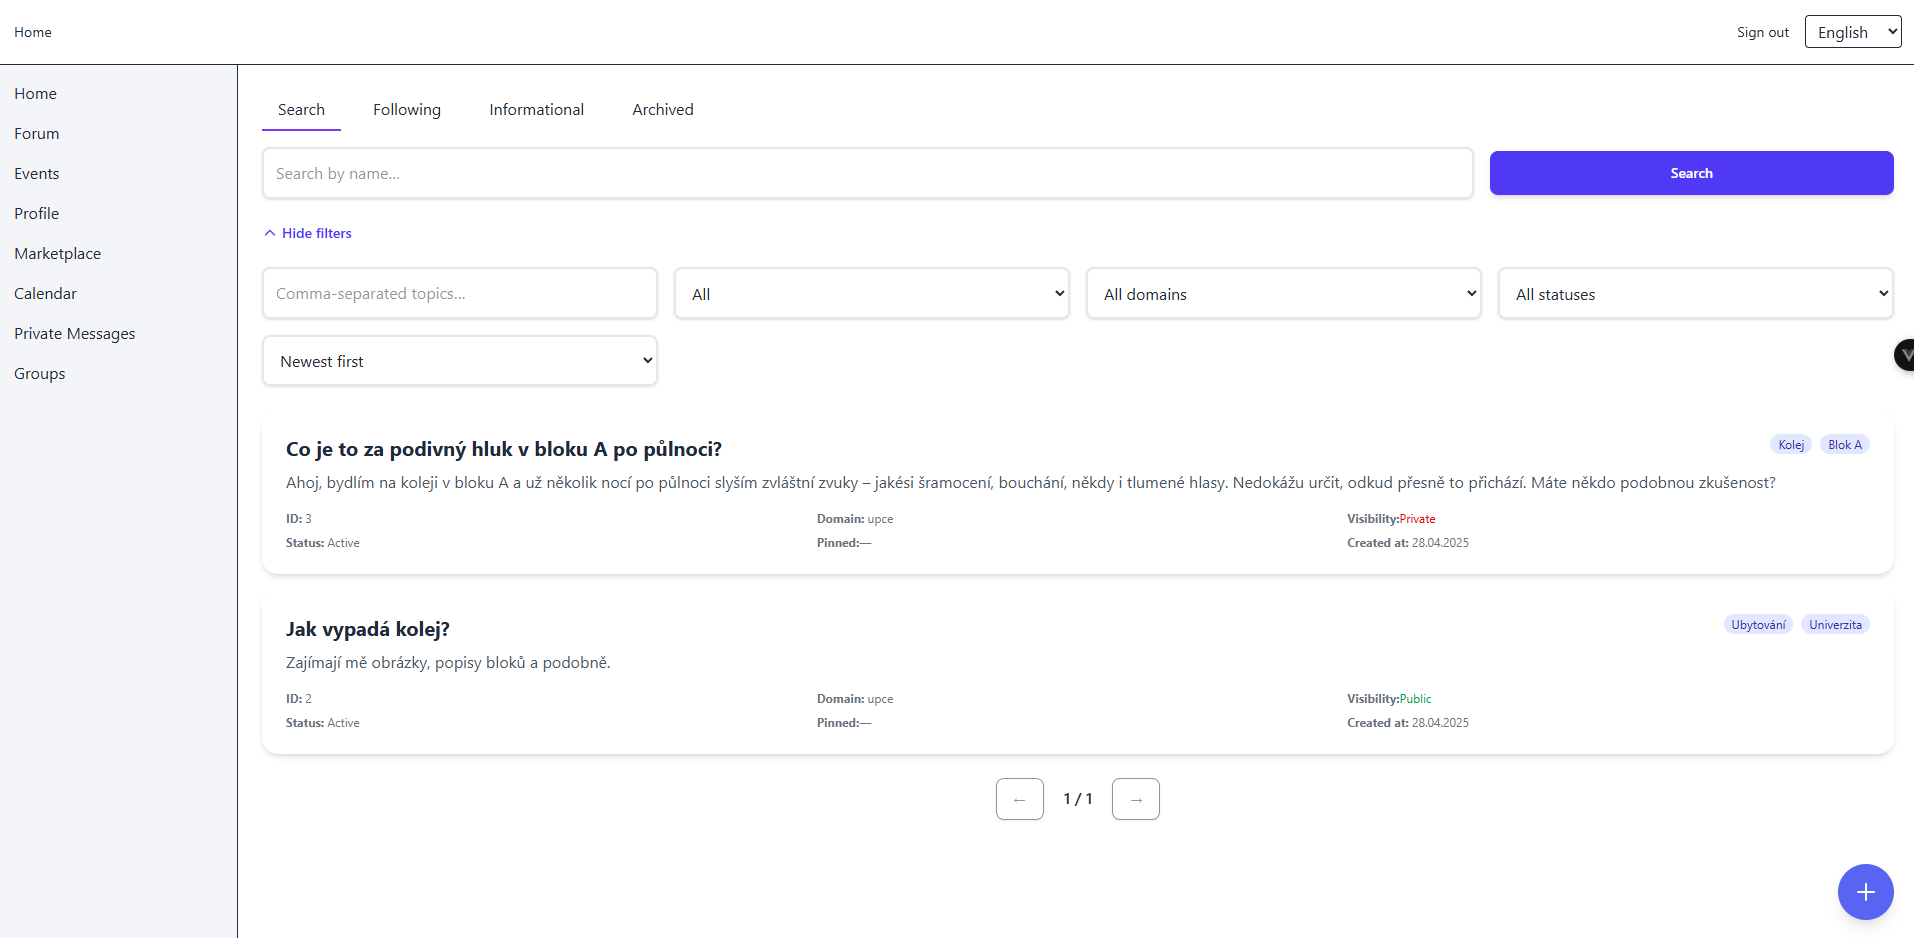 Home
Sign out
English
Home
Forum
Events
Profile
Marketplace
Calendar
Private Messages
Groups
Search
Following
Informational
Archived
Search by name...
Search
Hide filters
Comma-separated topics...
All
All domains
All statuses
Newest first
Co je to za podivný hluk v bloku A po půlnoci?
Kolej
Blok A
Ahoj, bydlím na koleji v bloku A a už několik nocí po půlnoci slyším zvláštní zvuky – jakési šramocení, bouchání, někdy i tlumené hlasy. Nedokážu určit, odkud přesně to přichází. Máte někdo podobnou zkušenost?
ID: 3
Domain: upce
Visibility:Private
Status: Active
Pinned:—
Created at: 28.04.2025
Jak vypadá kolej?
Ubytování
Univerzita
Zajímají mě obrázky, popisy bloků a podobně.
ID: 2
Domain: upce
Visibility:Public
Status: Active
Pinned:—
Created at: 28.04.2025
← 1 / 1 →
+